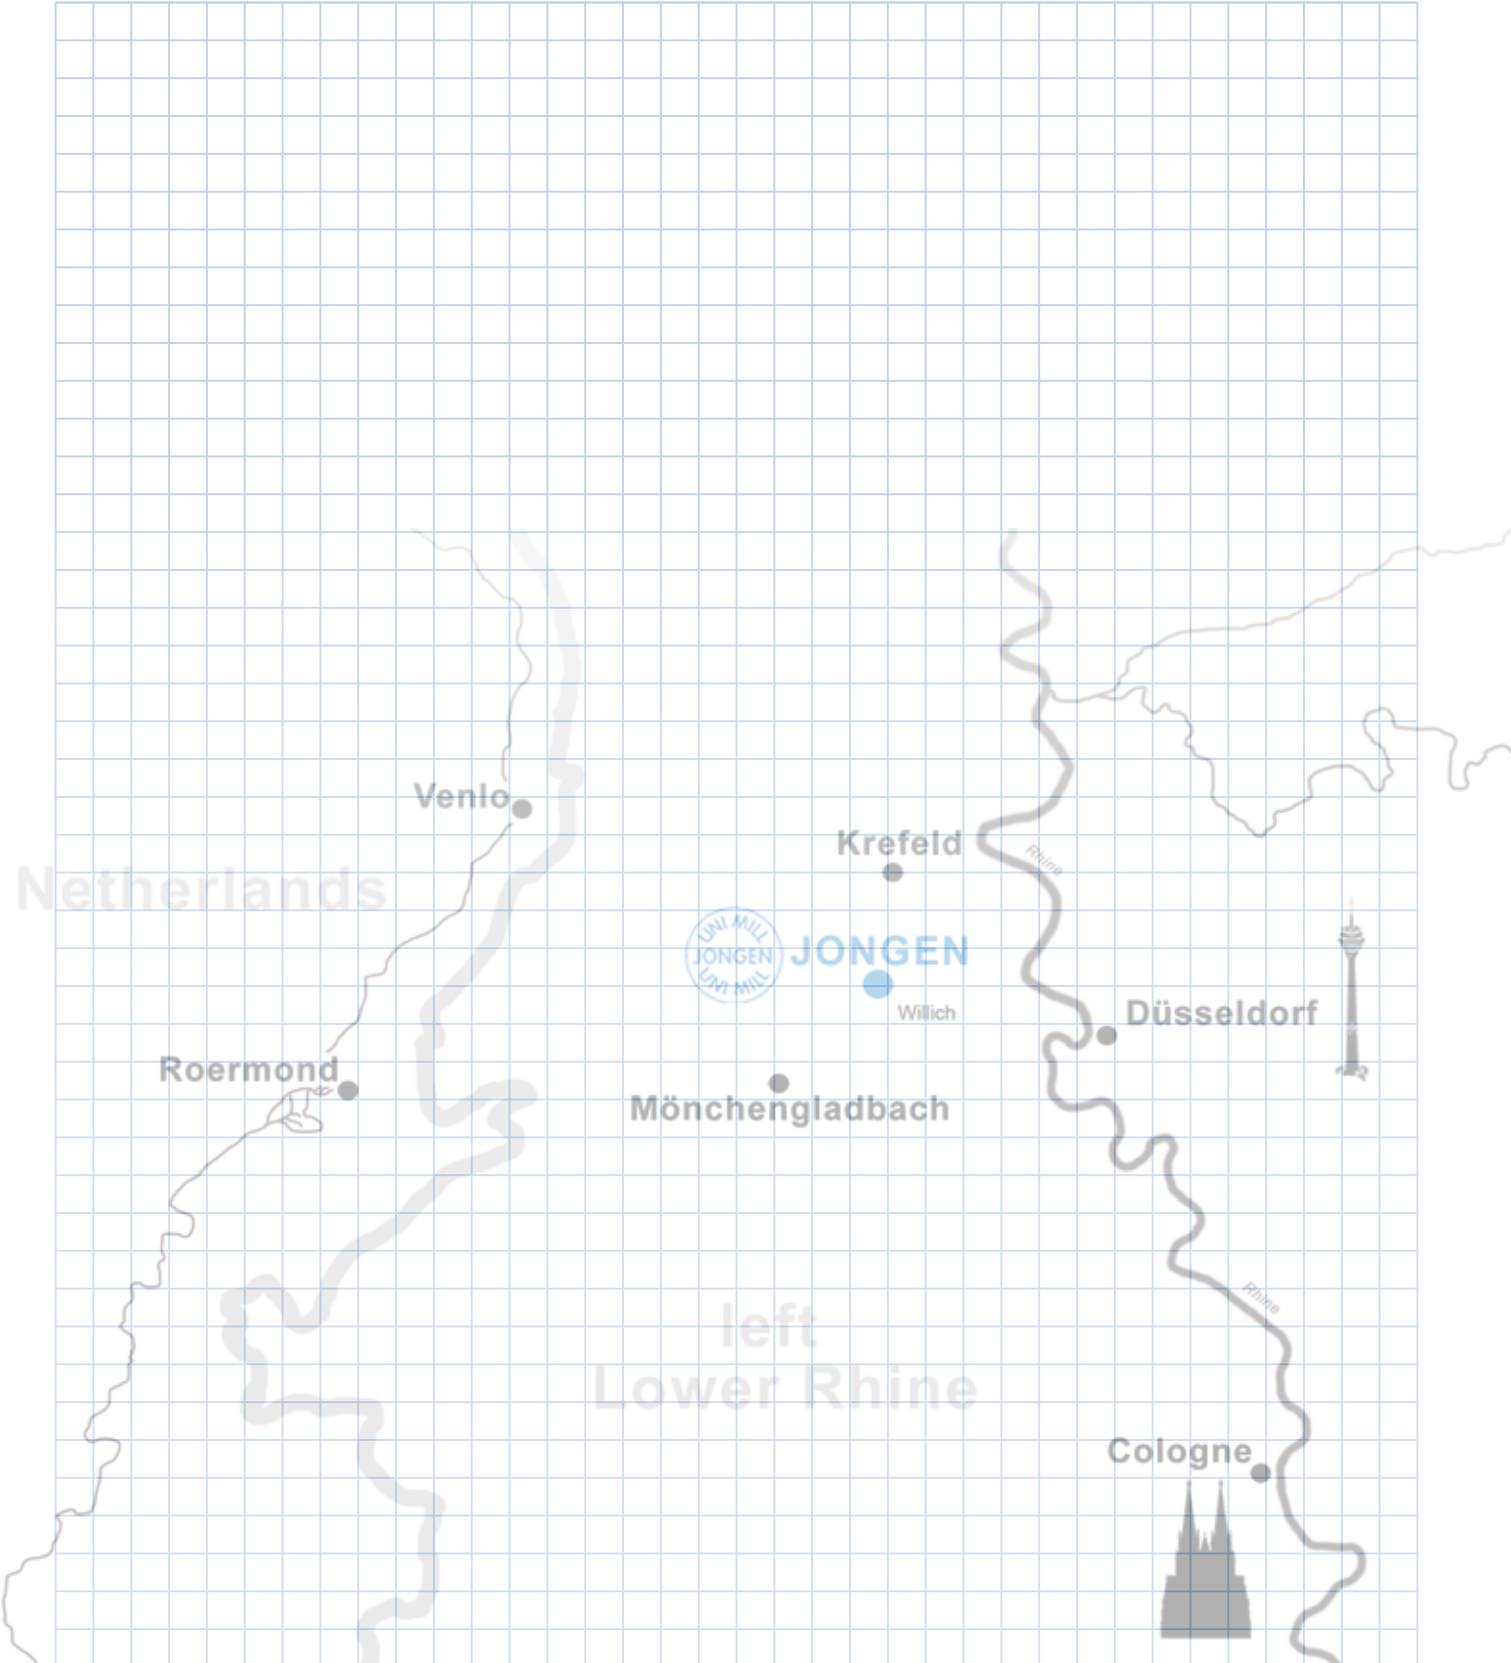 Venlo
Krefeld
Rhine
Netherlands
UNI MILL
JONGEN
UNI MILL
JONGEN
Willich
Düsseldorf
Roermond
Mönchengladbach
Rhine
left
Lower Rhine
Cologne